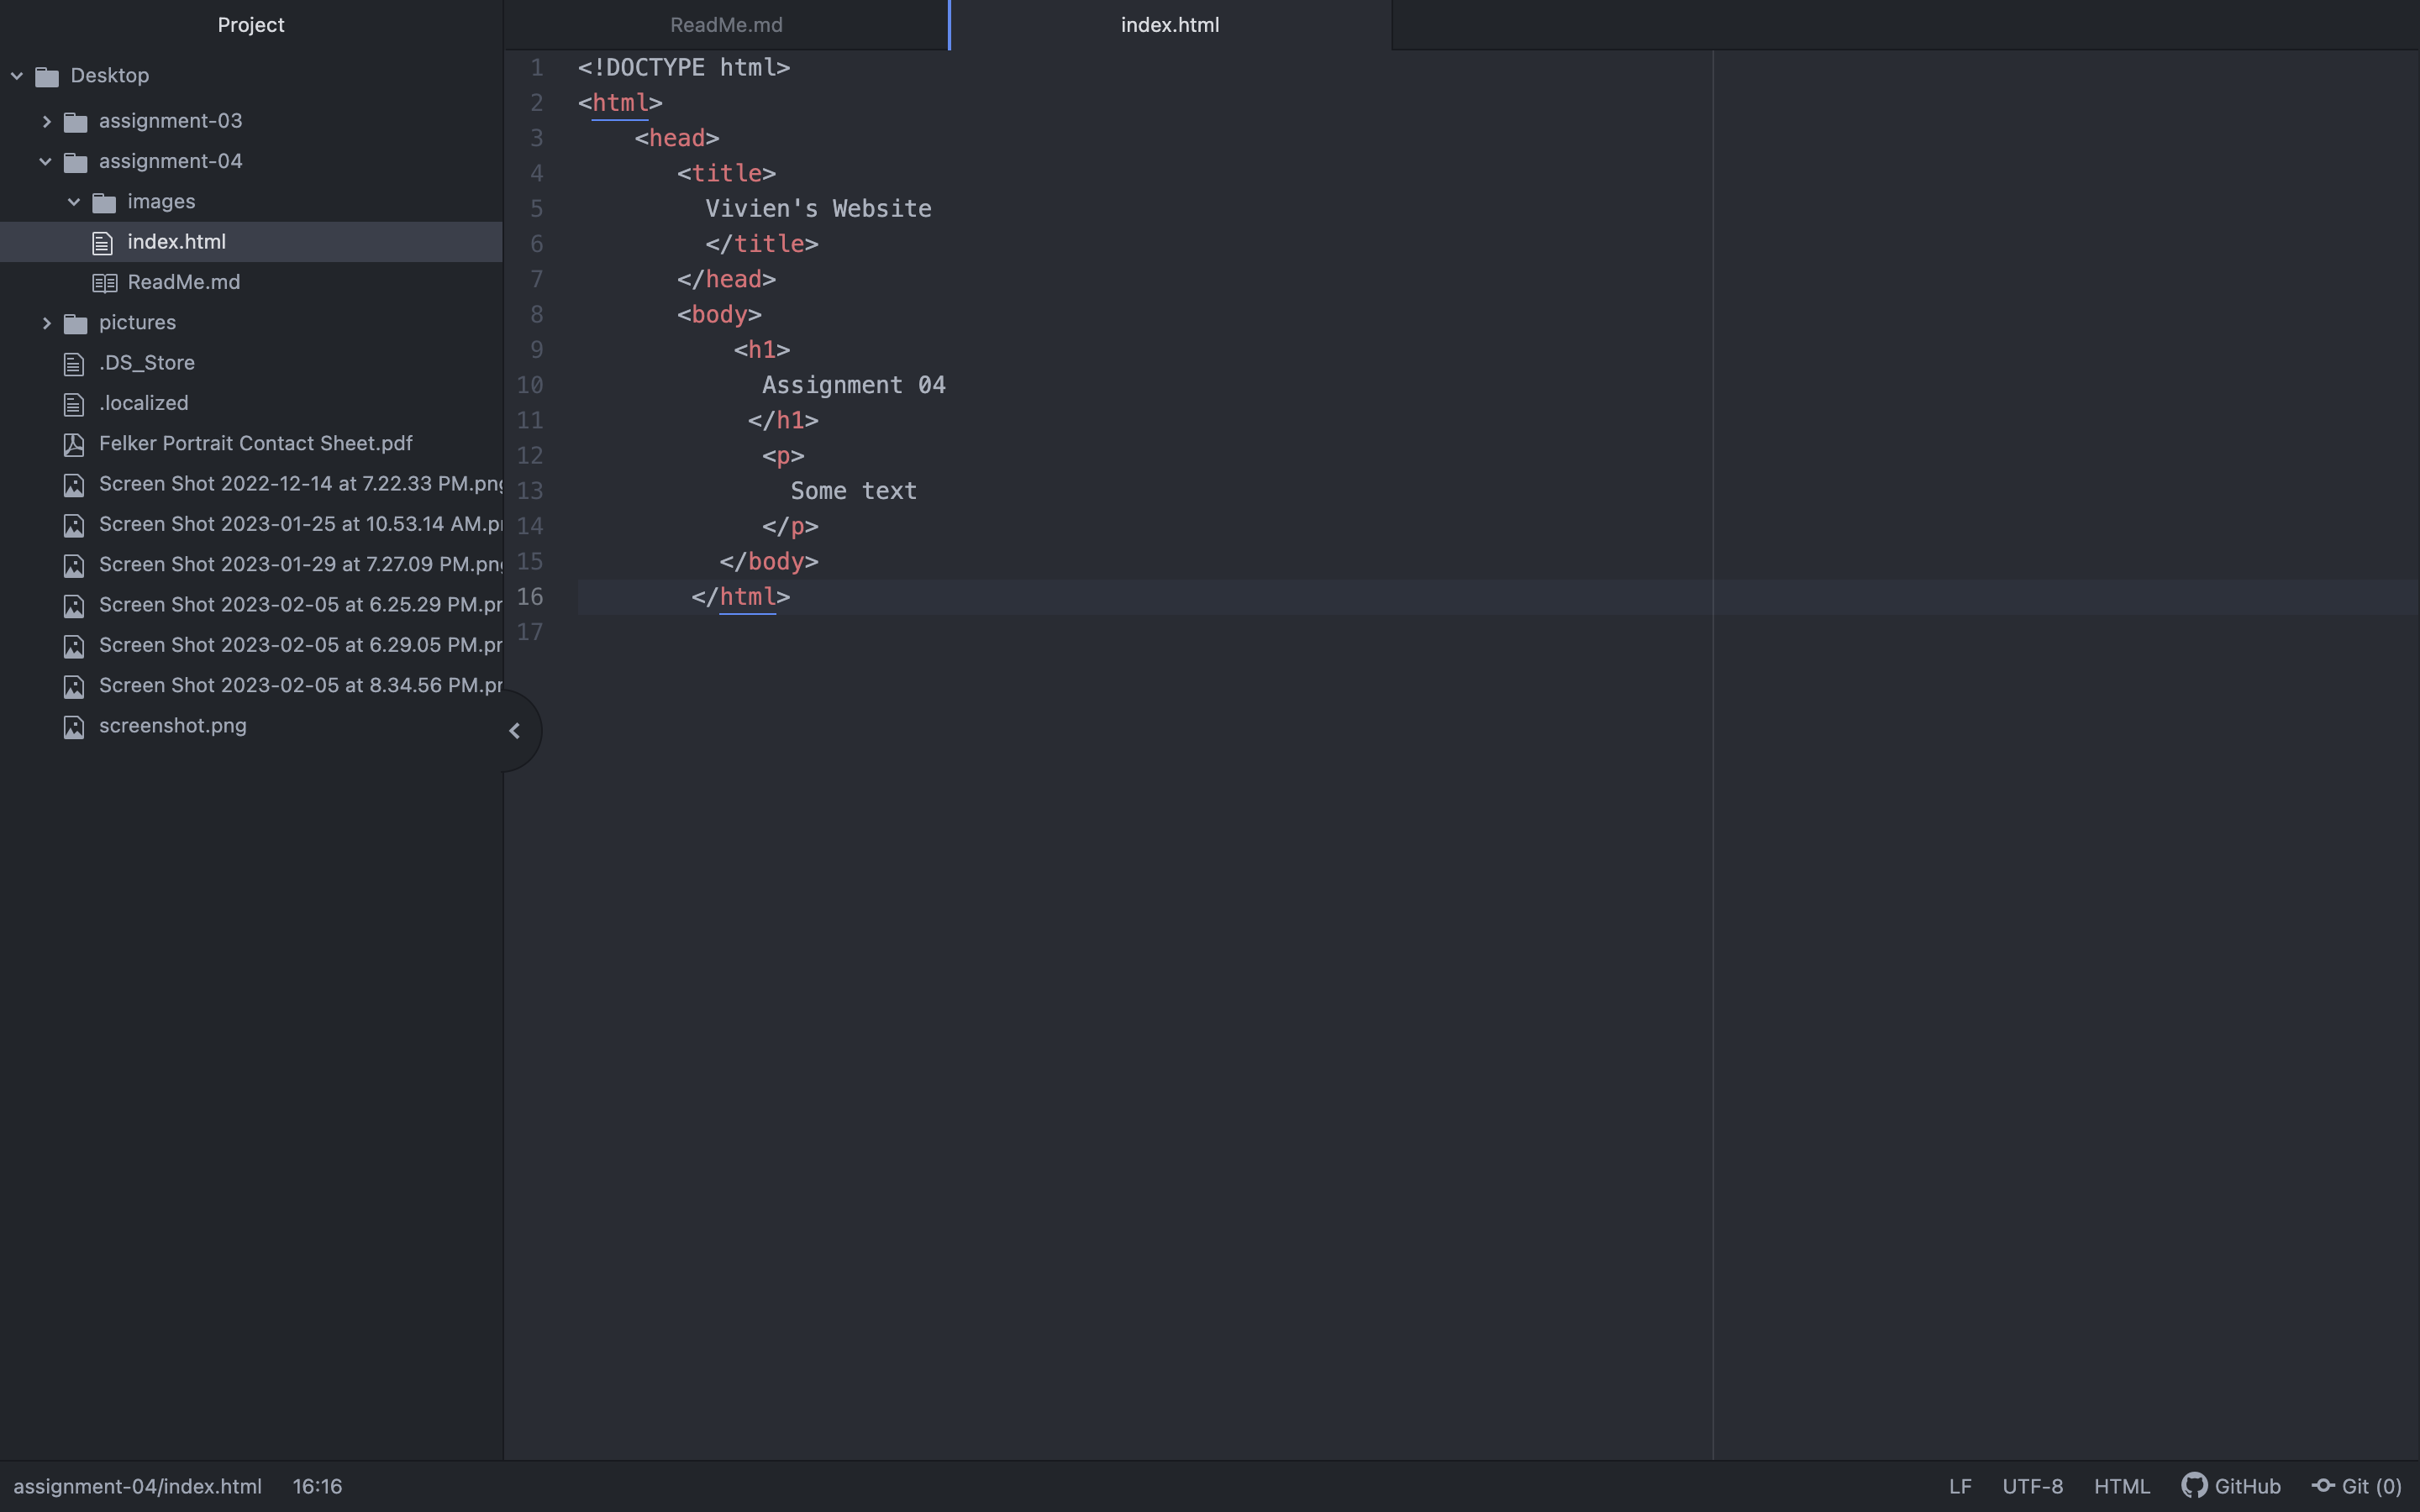 Project
Desktop
assignment-03
assignment-04
images
index.html
ReadMe.md
pictures
.DS_Store
.localized
Felker Portrait Contact Sheet.pdf
Screen Shot 2022-12-14 at 7.22.33 PM.png
Screen Shot 2023-01-25 at 10.53.14 AM.p
Screen Shot 2023-01-29 at 7.27.09 PM.png
Screen Shot 2023-02-05 at 6.25.29 PM.pr
Screen Shot 2023-02-05 at 6.29.05 PM.pr
Screen Shot 2023-02-05 at 8.34.56 PM.pr
screenshot.png
ReadMe.md
index.html
1 <!DOCTYPE html>
2 <html>
3 <head>
4 <title>
5 Vivien's Website
6 </title>
7 </head>
8 <body>
9 <h1>
10 Assignment 04
11 </h1>
12 <p>
13 Some text
14 </p>
15 </body>
16 </html>
17
assignment-04/index.html 16:16
LF UTF-8 HTML GitHub Git (0)